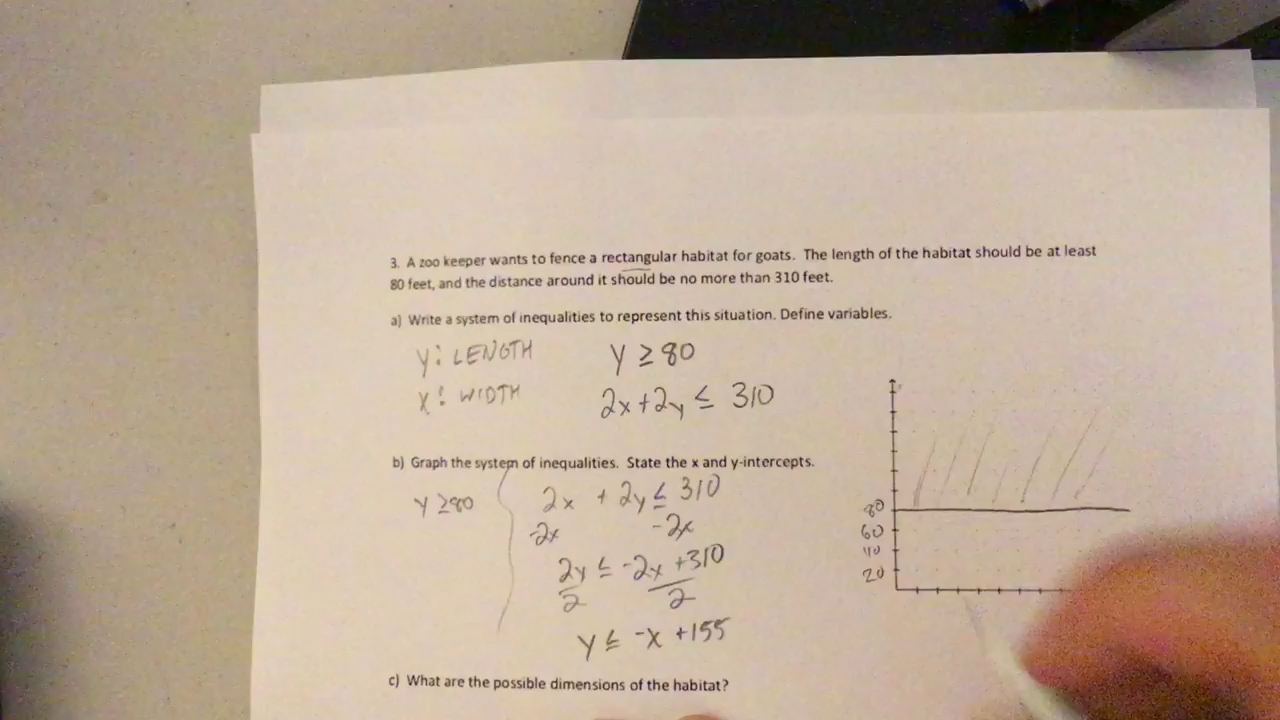 3. A zoo keeper wants to fence a rectangular habitat for goats. The length of the habitat should be at least
80 feet, and the distance around it should be no more than 310 feet.
a) Write a system of inequalities to represent this situation. Define variables.
Y: LENGTH
Y ≥ 80
X: WIDTH
2x + 2y ≤ 310
b) Graph the system of inequalities. State the x and y-intercepts.
Y ≥ 80
2x + 2y ≤ 310
-2x -2x
2y ≤ -2x + 310
2 2
Y ≤ -X + 155
80
60
40
20
c) What are the possible dimensions of the habitat?